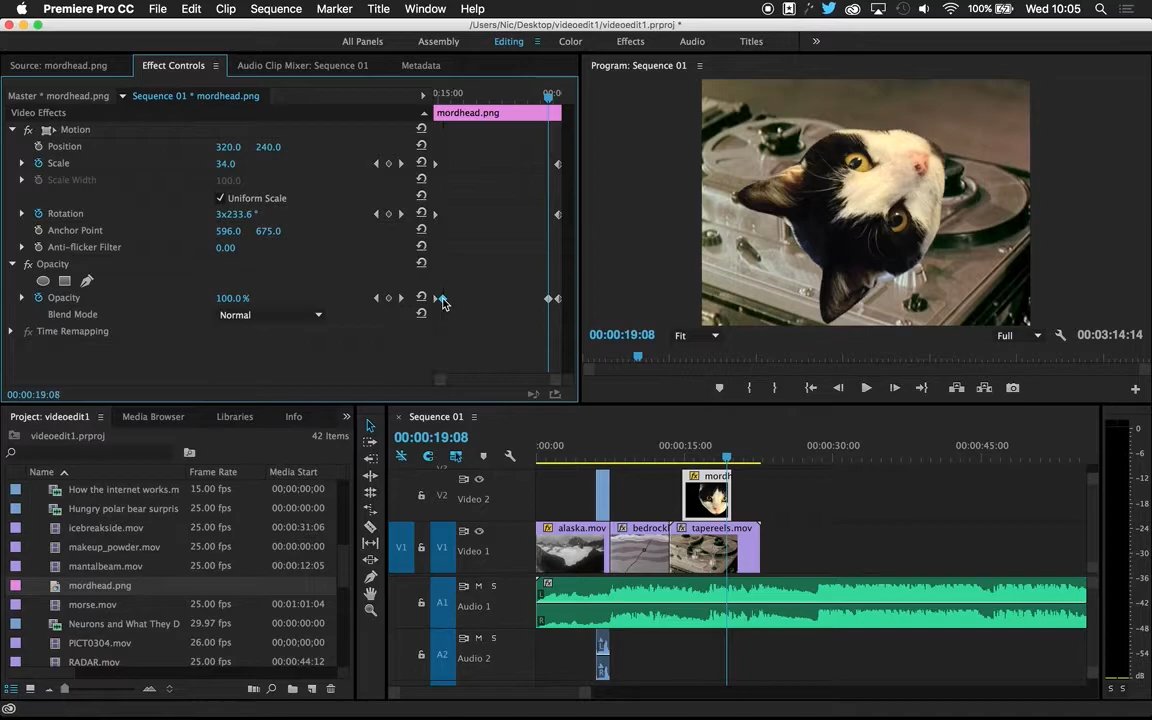 Premiere Pro CC File Edit Clip Sequence Marker Title Window Help 100% Wed 10:05
/Users/Nic/Desktop/videoedit1/videoedit1.prproj *
All Panels Assembly Editing Color Effects Audio Titles
Source: mordhead.png Effect Controls Audio Clip Mixer: Sequence 01 Metadata
Program: Sequence 01
Master * mordhead.png Sequence 01 * mordhead.png
0:15:00 00:0
Video Effects
mordhead.png
fx Motion
Position 320.0 240.0
Scale 34.0
Scale Width 100.0
Uniform Scale
Rotation 3x233.6 °
Anchor Point 596.0 675.0
Anti-flicker Filter 0.00
fx Opacity
Opacity 100.0 %
Blend Mode Normal
fx Time Remapping
00:00:19:08 Fit Full 00:03:14:14
00:00:19:08
Project: videoedit1 Media Browser Libraries Info
videoedit1.prproj 42 Items
Name Frame Rate Media Start
How the internet works.m 15.00 fps 00;00;00;00
Hungry polar bear surpris 25.00 fps 00:00:00:00
icebreakside.mov 25.00 fps 00:00:31:06
makeup_powder.mov 25.00 fps 00:00:00:00
mantalbeam.mov 25.00 fps 00:00:12:05
mordhead.png
morse.mov 25.00 fps 00:01:01:04
Neurons and What They D 29.97 fps 00:00:00:00
PICT0304.mov 26.00 fps 00;00;00;00
RADAR.mov 25.00 fps 00:00:44:12
Sequence 01
00:00:19:08
:00:00 00:00:15:00 00:00:30:00 00:00:45:00
V2 Video 2
fx mordh
V1 V1 Video 1
fx alaska.mov fx bedrock fx tapereels.mov
A1 M S
Audio 1
fx
L
R
A2 M S
Audio 2
L
R
0
-6
-12
-18
-24
-30
-36
-42
-48
-54
dB
S S